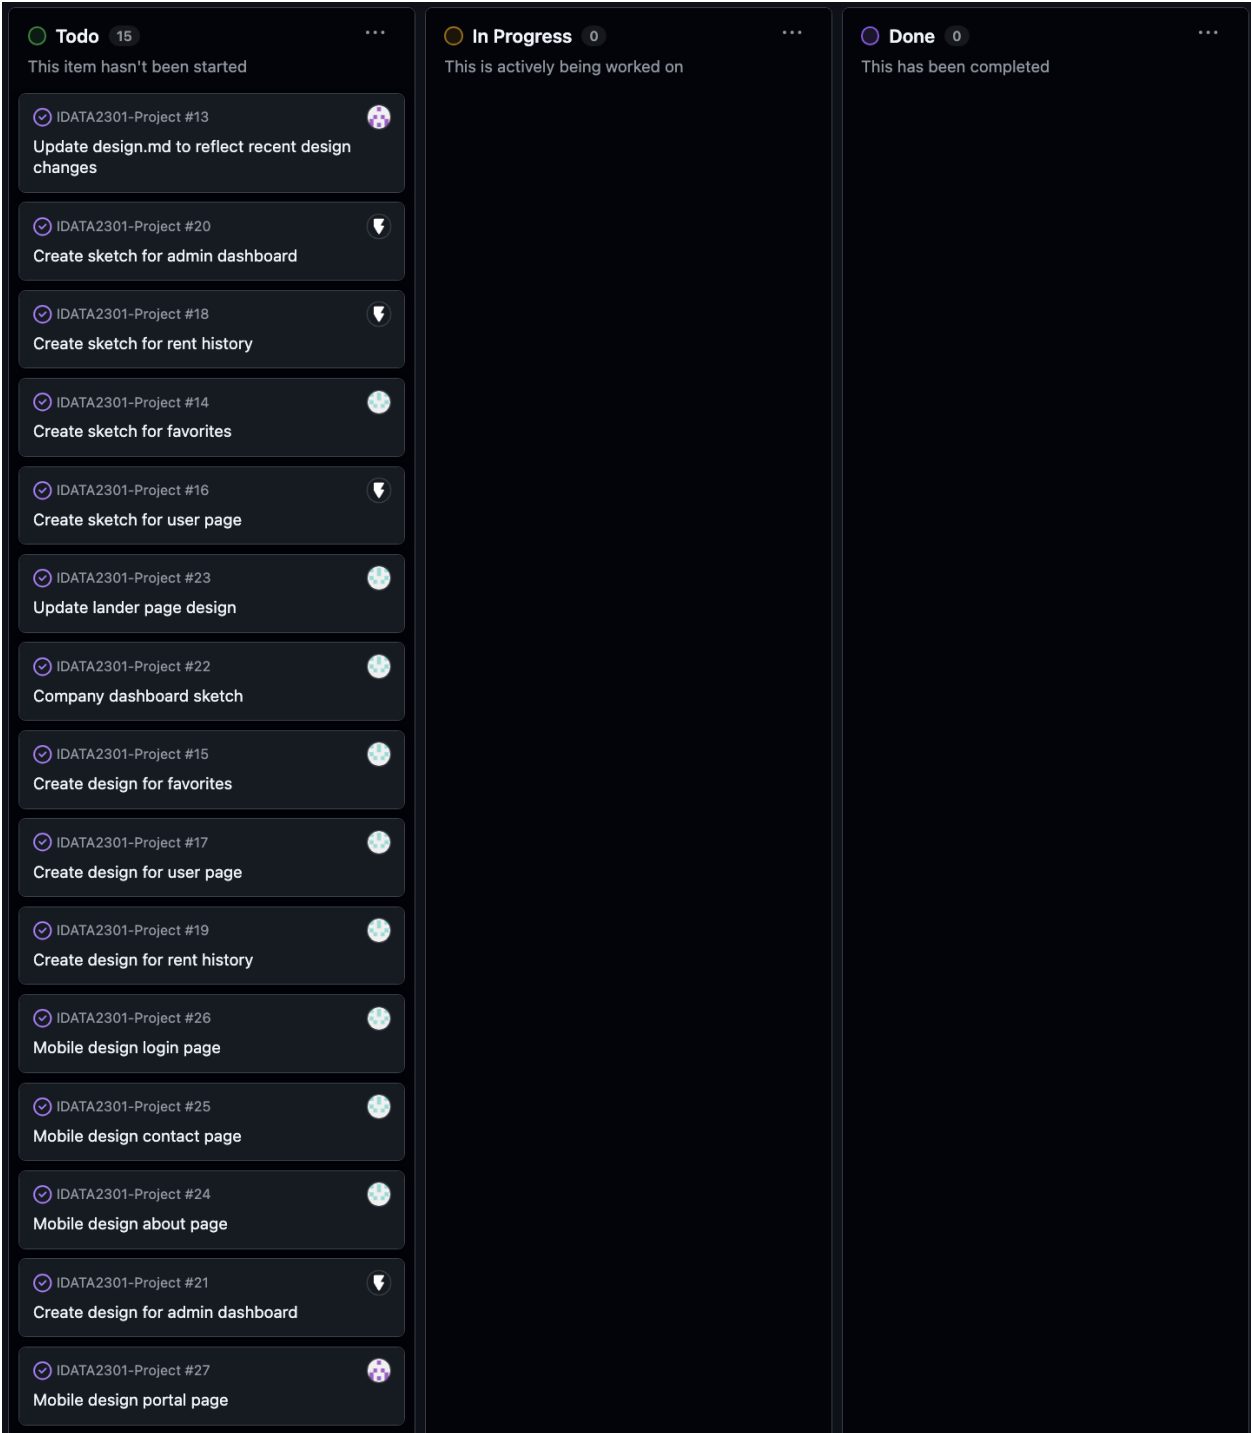 Todo 15
This item hasn't been started
IDATA2301-Project #13
Update design.md to reflect recent design
changes
IDATA2301-Project #20
Create sketch for admin dashboard
IDATA2301-Project #18
Create sketch for rent history
IDATA2301-Project #14
Create sketch for favorites
IDATA2301-Project #16
Create sketch for user page
IDATA2301-Project #23
Update lander page design
IDATA2301-Project #22
Company dashboard sketch
IDATA2301-Project #15
Create design for favorites
IDATA2301-Project #17
Create design for user page
IDATA2301-Project #19
Create design for rent history
IDATA2301-Project #26
Mobile design login page
IDATA2301-Project #25
Mobile design contact page
IDATA2301-Project #24
Mobile design about page
IDATA2301-Project #21
Create design for admin dashboard
IDATA2301-Project #27
Mobile design portal page
In Progress 0
This is actively being worked on
Done 0
This has been completed